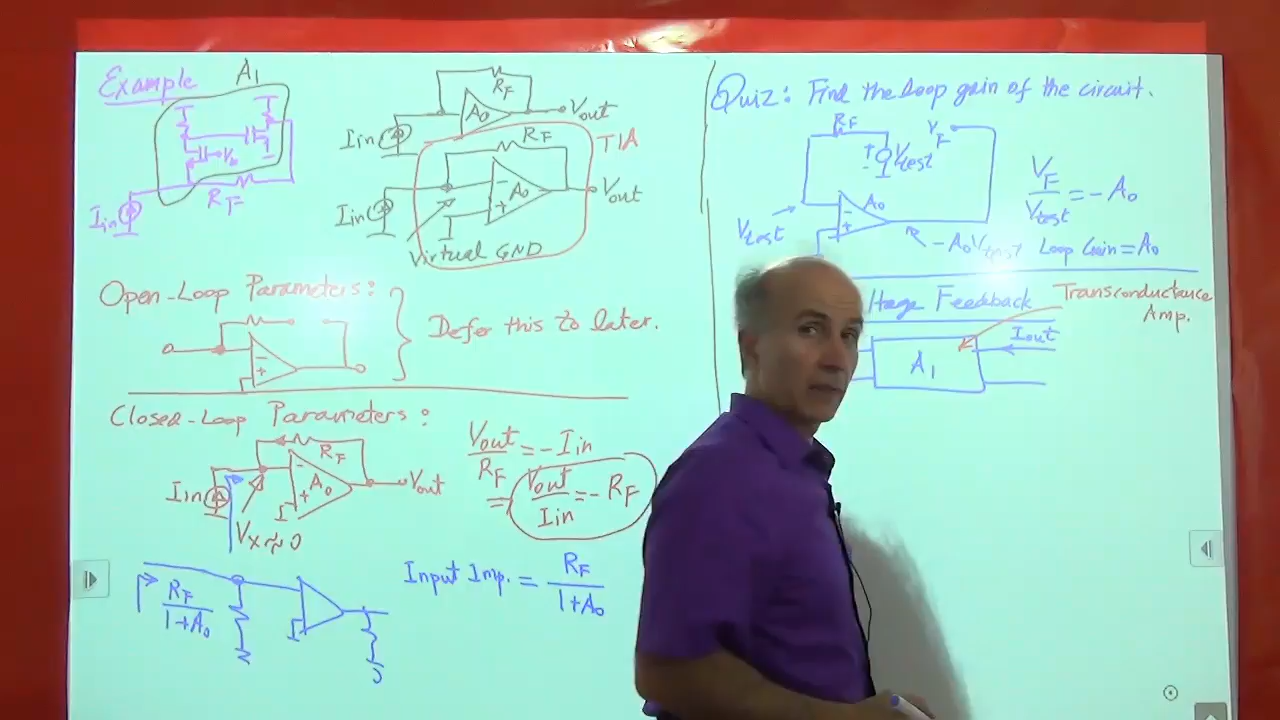 Example
A1
Vb
RF
Iin
RF
A0
Vout
Iin
TIA
RF
A0
Vout
Iin
Virtual GND
Open-Loop Parameters:
Defer this to later.
Closed-Loop Parameters:
RF
Iin
A0
Vout
Vx≈0
Vout/RF = -Iin
⇒ Vout/Iin = - RF
RF/1+A0
Input Imp. = RF/1+A0
Quiz: Find the loop gain of the circuit.
RF
VF
Vtest
A0
Vtest
-A0Vtest
VF/Vtest = - A0
Loop Gain = A0
ltage Feedback
Transconductance
Amp.
A1
Iout